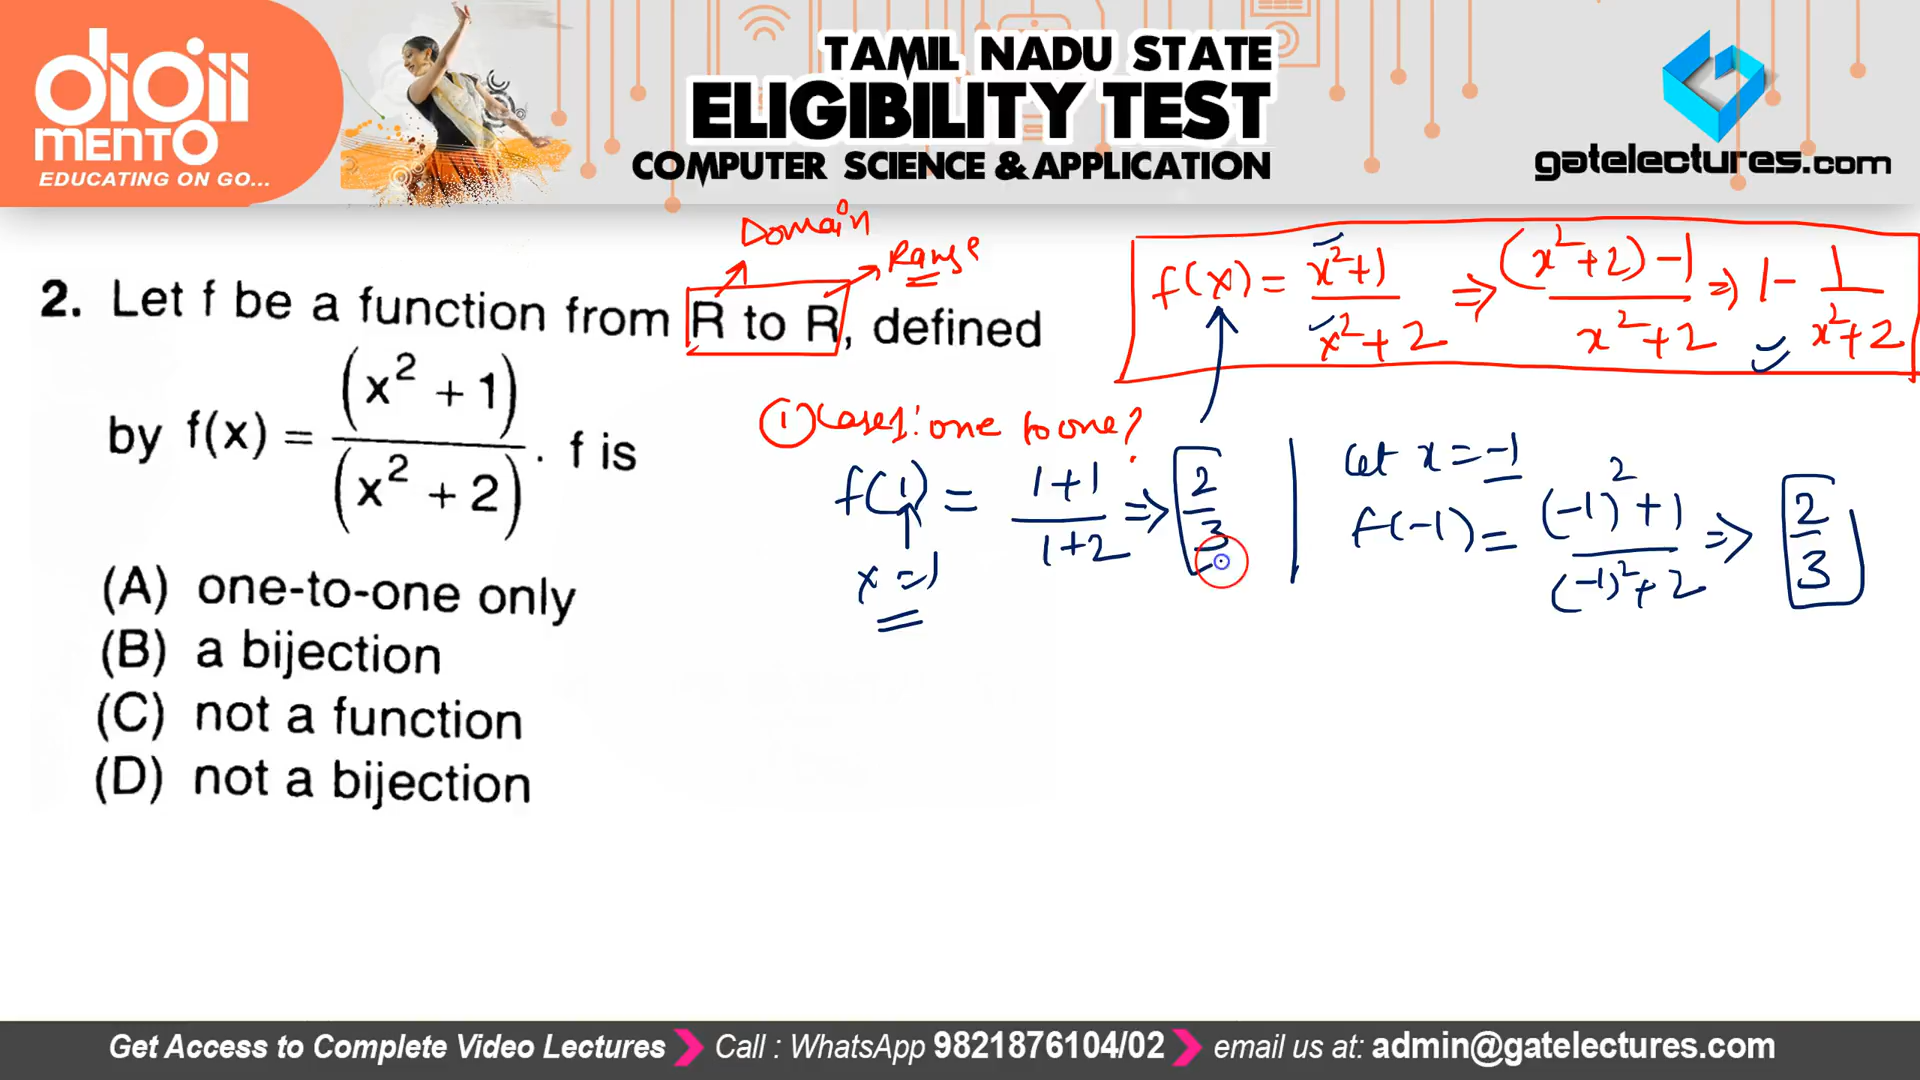 digii
MENTO
EDUCATING ON GO...
TAMIL NADU STATE
ELIGIBILITY TEST
COMPUTER SCIENCE & APPLICATION
gatelectures.com
Domain
Range
2. Let f be a function from R to R, defined
by f(x) = (x² + 1) / (x² + 2) . f is
(A) one-to-one only
(B) a bijection
(C) not a function
(D) not a bijection
f(x) = x²+1 / x²+2 ⇒ (x²+2)-1 / x²+2 ⇒ 1 - 1 / x²+2
① Case1: one to one?
f(1) = 1+1 / 1+2 ⇒ 2/3
x=1
Let x = -1
f(-1) = (-1)²+1 / (-1)²+2 ⇒ 2/3
Get Access to Complete Video Lectures
Call : WhatsApp 9821876104/02
email us at: admin@gatelectures.com